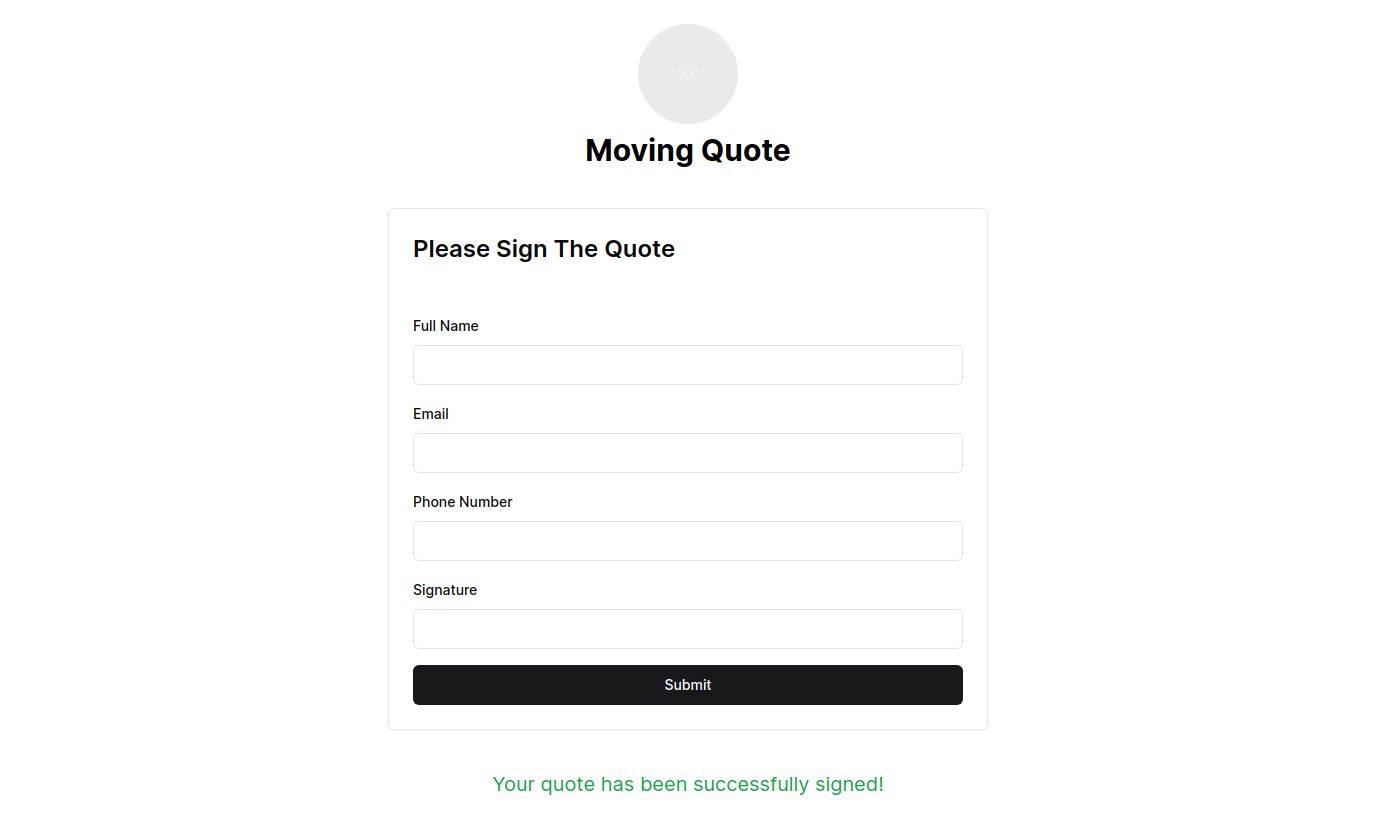 Moving Quote
Please Sign The Quote
Full Name
Email
Phone Number
Signature
Submit
Your quote has been successfully signed!